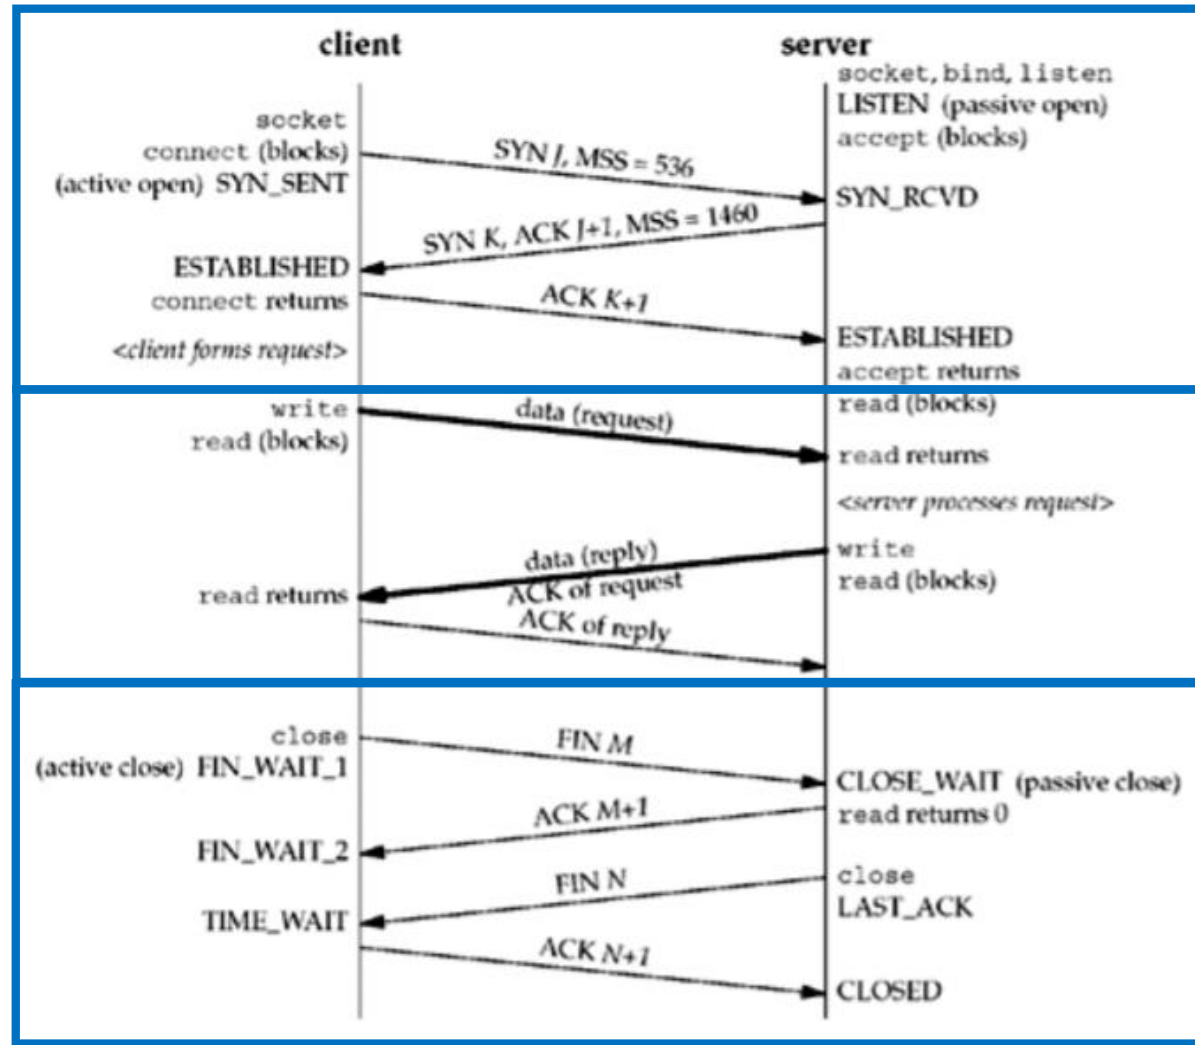 client server
socket, bind, listen
LISTEN (passive open)
socket
connect (blocks)
accept (blocks)
SYN J, MSS = 536
(active open) SYN_SENT
SYN_RCVD
SYN K, ACK J+1, MSS = 1460
ESTABLISHED
connect returns
ACK K+1
ESTABLISHED
<client forms request>
accept returns
write
data (request)
read (blocks)
read (blocks)
read returns
<server processes request>
write
data (reply)
read (blocks)
ACK of request
read returns
ACK of reply
close
FIN M
(active close) FIN_WAIT_1
CLOSE_WAIT (passive close)
ACK M+1
read returns 0
FIN_WAIT_2
FIN N
close
LAST_ACK
TIME_WAIT
ACK N+1
CLOSED